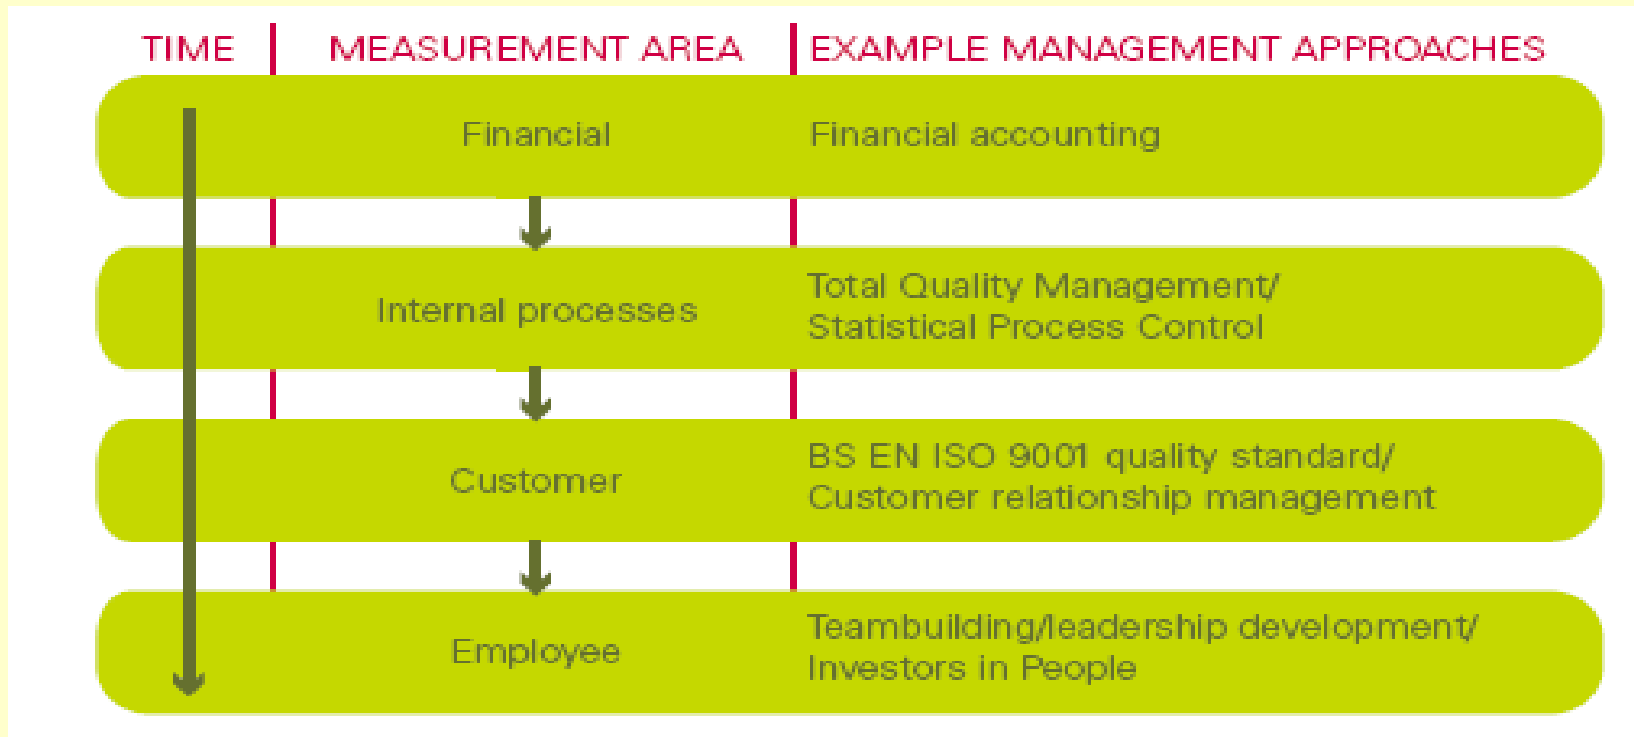 TIME MEASUREMENT AREA EXAMPLE MANAGEMENT APPROACHES
Financial Financial accounting
Internal processes
Total Quality Management/
Statistical Process Control
Customer
BS EN ISO 9001 quality standard/
Customer relationship management
Employee
Teambuilding/leadership development/
Investors in People